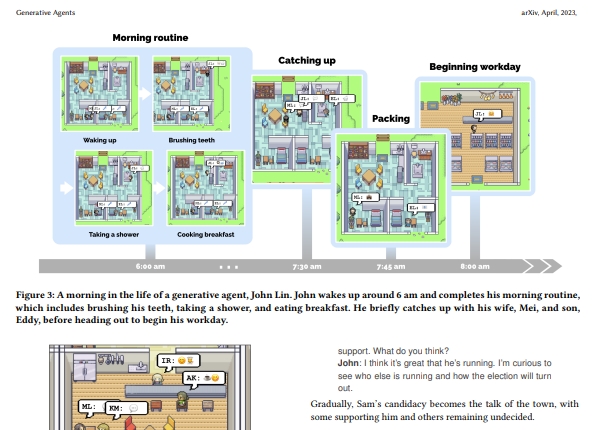 Generative Agents
arXiv, April, 2023,
Morning routine
Catching up
Beginning workday
Packing
Waking up
Brushing teeth
Taking a shower
Cooking breakfast
JL:
ML:
JL:
EL:
ML:
EL:
JL:
6:00 am
7:30 am
7:45 am
8:00 am
Figure 3: A morning in the life of a generative agent, John Lin. John wakes up around 6 am and completes his morning routine,
which includes brushing his teeth, taking a shower, and eating breakfast. He briefly catches up with his wife, Mei, and son,
Eddy, before heading out to begin his workday.
IR:
AK:
ML:
KM:
support. What do you think?
John: I think it's great that he's running. I'm curious to
see who else is running and how the election will turn
out.
Gradually, Sam's candidacy becomes the talk of the town, with
some supporting him and others remaining undecided.